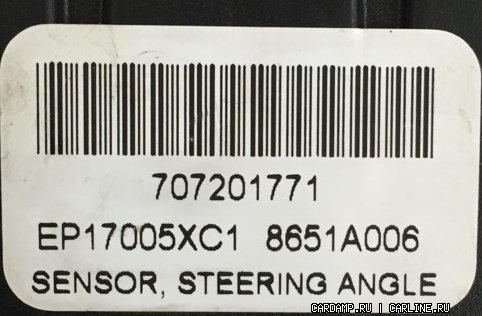 707201771
EP17005XC1 8651A006
SENSOR, STEERING ANGLE
CARDAMP.RU | CARLINE.RU